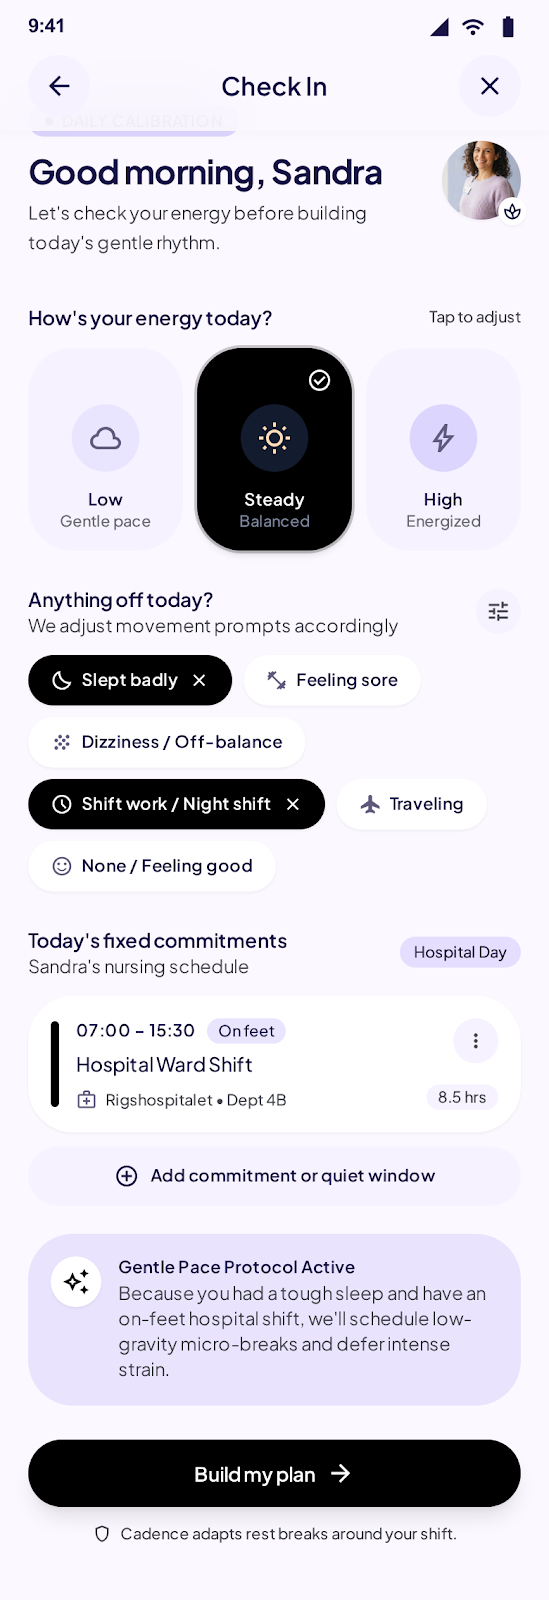 9:41
Check In
DAILY CALIBRATION
Good morning, Sandra
Let's check your energy before building
today's gentle rhythm.
How's your energy today?
Tap to adjust
Low
Gentle pace
Steady
Balanced
High
Energized
Anything off today?
We adjust movement prompts accordingly
Slept badly
Feeling sore
Dizziness / Off-balance
Shift work / Night shift
Traveling
None / Feeling good
Today's fixed commitments
Sandra's nursing schedule
Hospital Day
07:00 – 15:30
On feet
Hospital Ward Shift
Rigshospitalet • Dept 4B
8.5 hrs
Add commitment or quiet window
Gentle Pace Protocol Active
Because you had a tough sleep and have an
on-feet hospital shift, we'll schedule low-
gravity micro-breaks and defer intense
strain.
Build my plan
Cadence adapts rest breaks around your shift.